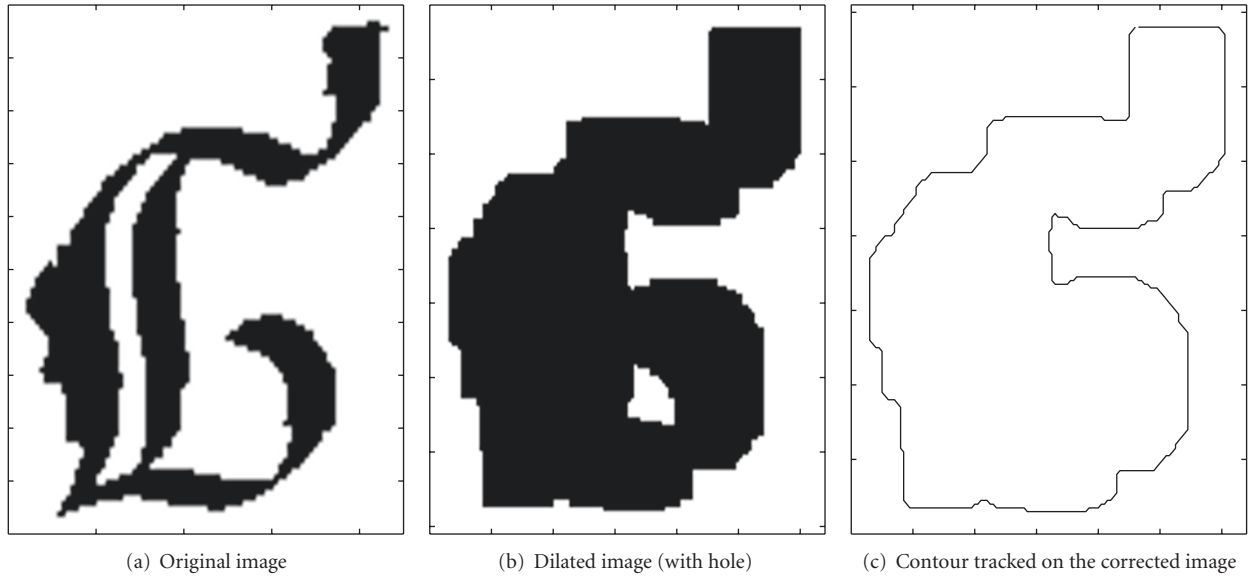 (a) Original image
(b) Dilated image (with hole)
(c) Contour tracked on the corrected image